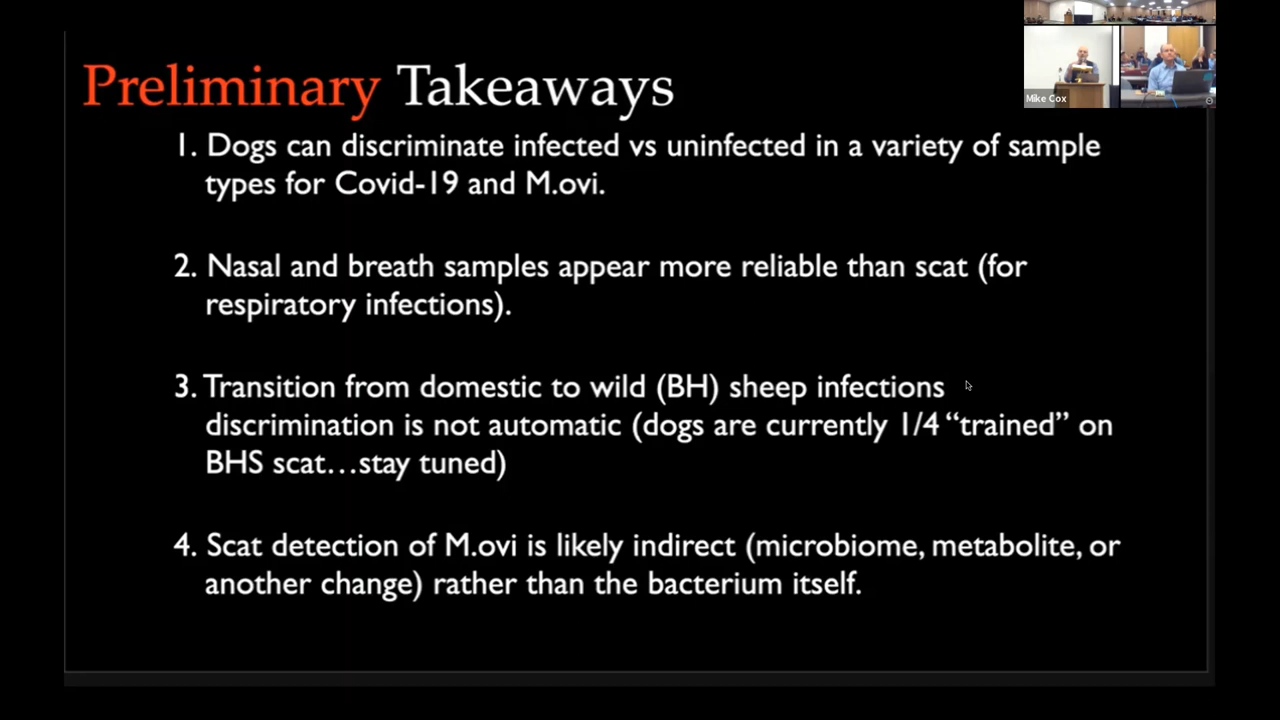 Preliminary Takeaways
1. Dogs can discriminate infected vs uninfected in a variety of sample
types for Covid-19 and M.ovi.
2. Nasal and breath samples appear more reliable than scat (for
respiratory infections).
3. Transition from domestic to wild (BH) sheep infections
discrimination is not automatic (dogs are currently 1/4 “trained” on
BHS scat…stay tuned)
4. Scat detection of M.ovi is likely indirect (microbiome, metabolite, or
another change) rather than the bacterium itself.
Mike Cox